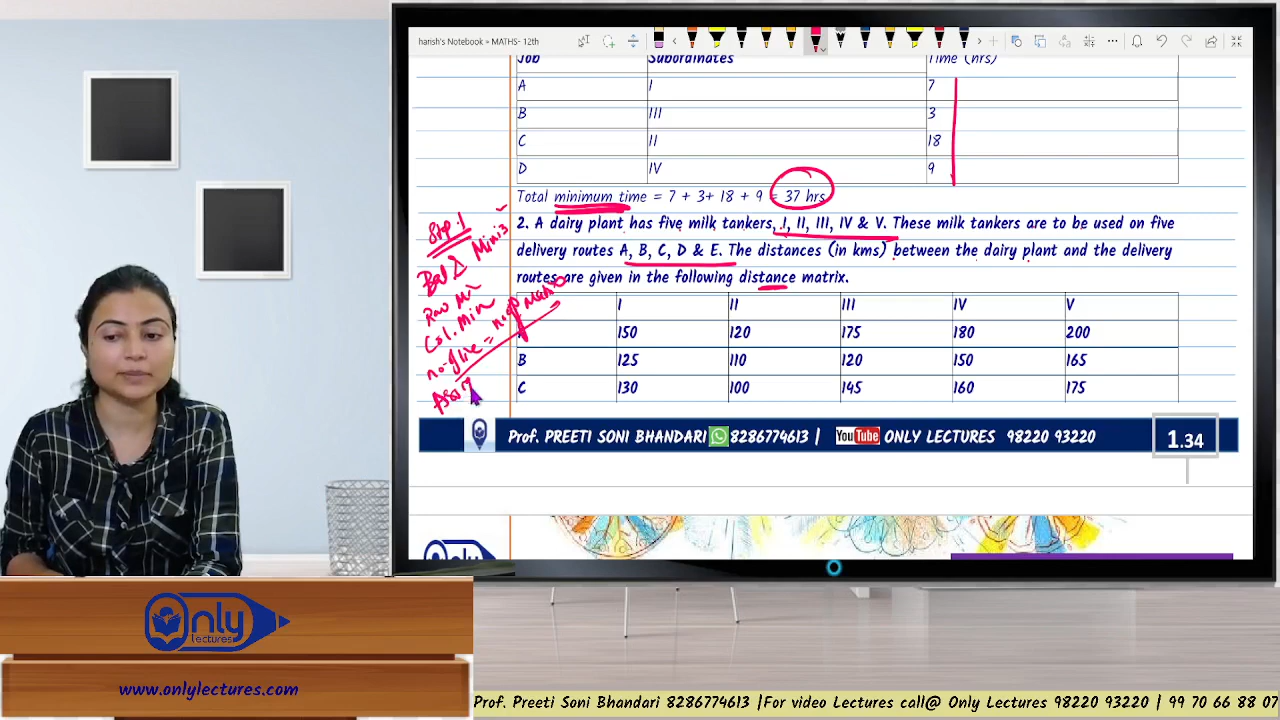 harish's Notebook » MATHS- 12th
Job Subordinates Time (hrs)
A I 7
B III 3
C II 18
D IV 9
Total minimum time = 7 + 3+ 18 + 9 = 37 hrs
2. A dairy plant has five milk tankers, I, II, III, IV & V. These milk tankers are to be used on five
delivery routes A, B, C, D & E. The distances (in kms) between the dairy plant and the delivery
routes are given in the following distance matrix.
I II III IV V
150 120 175 180 200
B 125 110 120 150 165
C 130 100 145 160 175
Step 1
Row Min
Col. Min
Prof. PREETI SONI BHANDARI 8286774613 | YouTube ONLY LECTURES 98220 93220
1.34
Only
lectures
www.onlylectures.com
Prof. Preeti Soni Bhandari 8286774613 |For video Lectures call@ Only Lectures 98220 93220 | 99 70 66 88 07